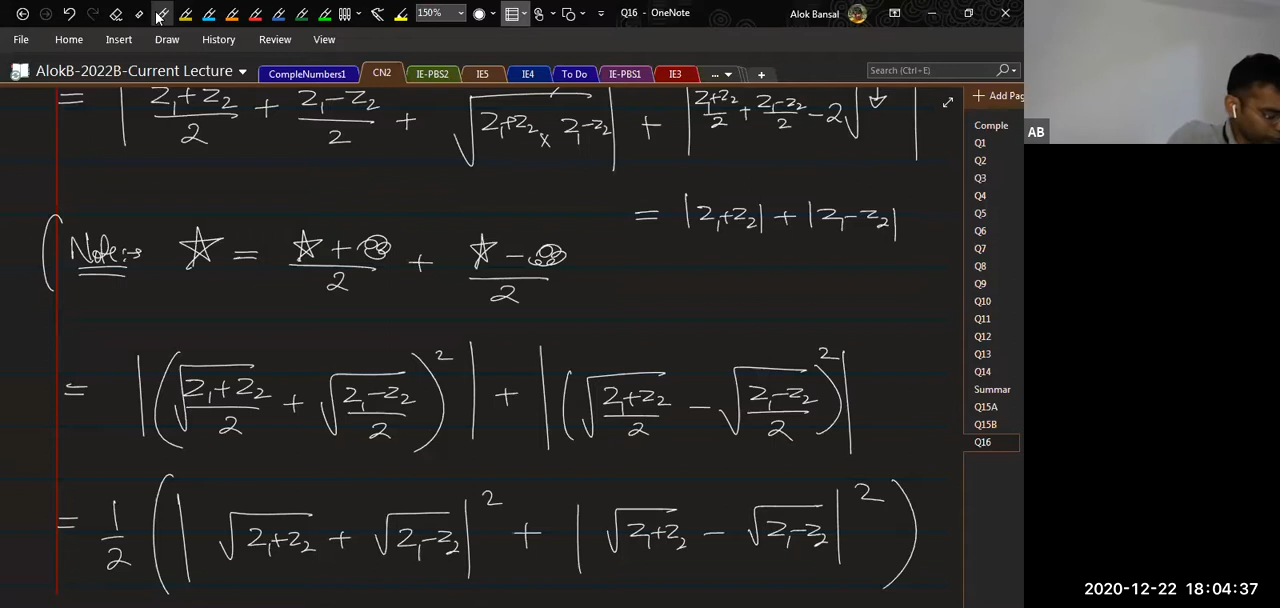 150% Q16 - OneNote Alok Bansal
File Home Insert Draw History Review View
AlokB-2022B-Current Lecture CompleNumbers1 CN2 IE-PBS2 IE5 IE4 To Do IE-PBS1 IE3 ... + Search (Ctrl+E)
+ Add Pag
Comple
Q1
Q2
Q3
Q4
Q5
Q6
Q7
Q8
Q9
Q10
Q11
Q12
Q13
Q14
Summar
Q15A
Q15B
Q16
AB
= | (z₁+z₂)/2 + (z₁-z₂)/2 + √(z₁+z₂ × z₁-z₂) | + | (z₁+z₂)/2 + (z₁-z₂)/2 - 2√↓ |
= |z₁+z₂| + |z₁-z₂|
(Note:→ ☆ = (☆ + )/2 + (☆ - )/2
= |(√(z₁+z₂)/2 + √(z₁-z₂)/2)²| + |(√(z₁+z₂)/2 - √(z₁-z₂)/2)²|
= 1/2 (| √(z₁+z₂) + √(z₁-z₂) |² + | √(z₁+z₂) - √(z₁-z₂) |²)
2020-12-22 18:04:37